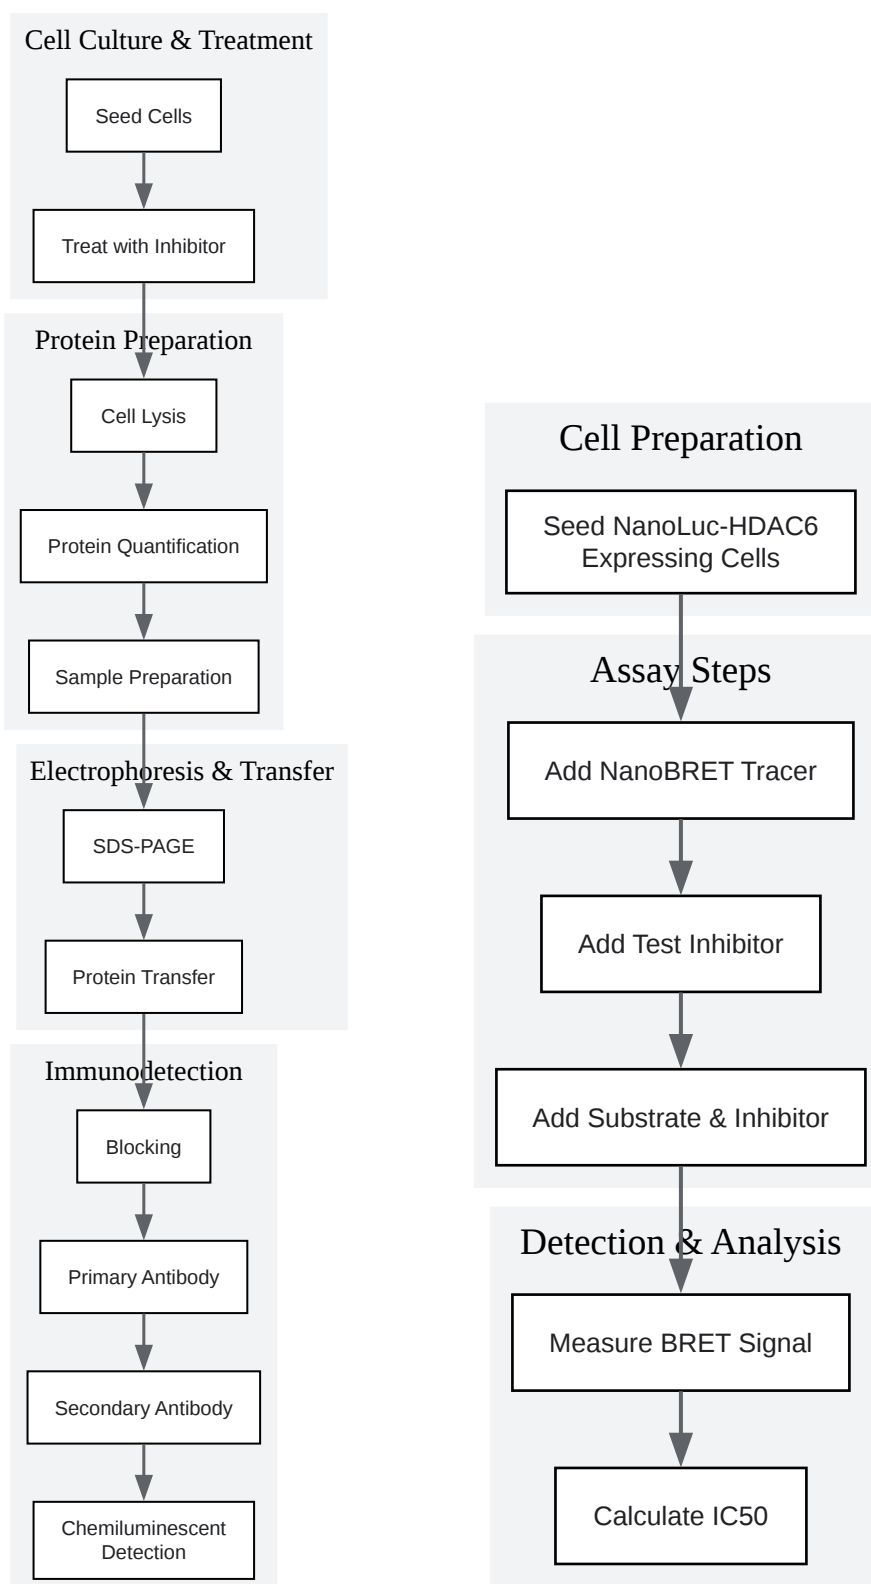 Cell Culture & Treatment
Seed Cells
Treat with Inhibitor
Protein Preparation
Cell Lysis
Protein Quantification
Sample Preparation
Electrophoresis & Transfer
SDS-PAGE
Protein Transfer
Immunodetection
Blocking
Primary Antibody
Secondary Antibody
Chemiluminescent
Detection
Cell Preparation
Seed NanoLuc-HDAC6
Expressing Cells
Assay Steps
Add NanoBRET Tracer
Add Test Inhibitor
Add Substrate & Inhibitor
Detection & Analysis
Measure BRET Signal
Calculate IC50